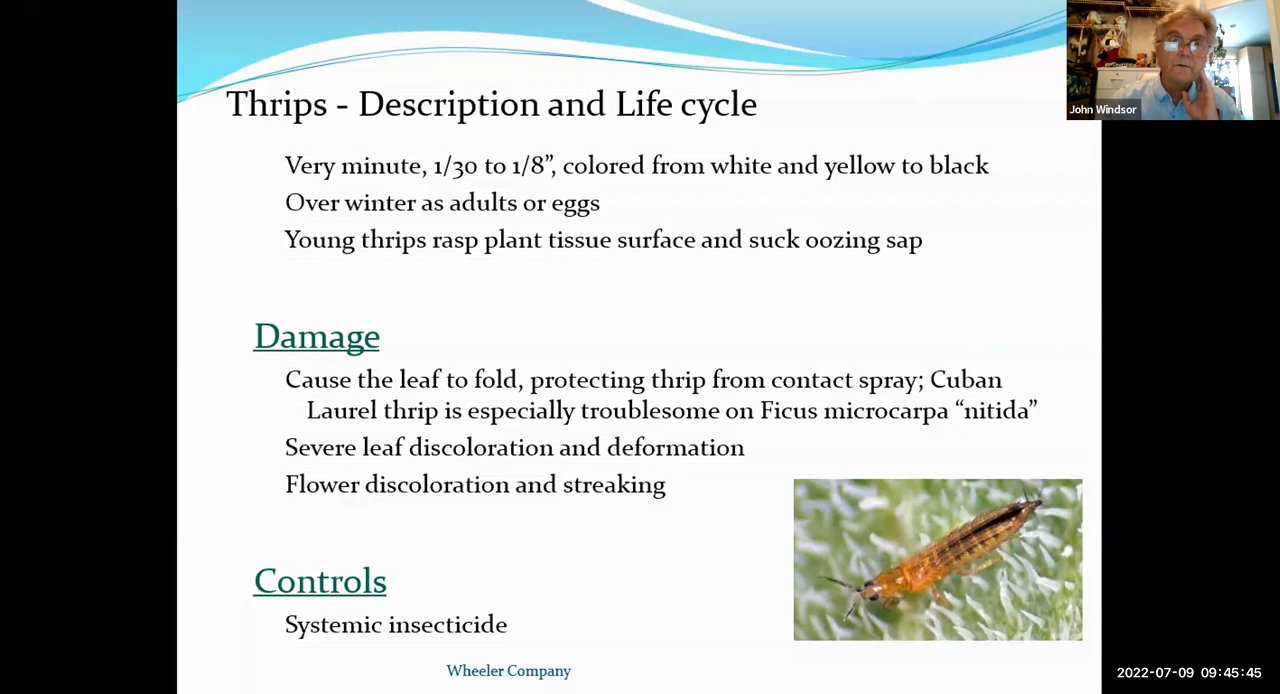 Thrips - Description and Life cycle
Very minute, 1/30 to 1/8”, colored from white and yellow to black
Over winter as adults or eggs
Young thrips rasp plant tissue surface and suck oozing sap
Damage
Cause the leaf to fold, protecting thrip from contact spray; Cuban
Laurel thrip is especially troublesome on Ficus microcarpa “nitida”
Severe leaf discoloration and deformation
Flower discoloration and streaking
Controls
Systemic insecticide
Wheeler Company
John Windsor
2022-07-09 09:45:45